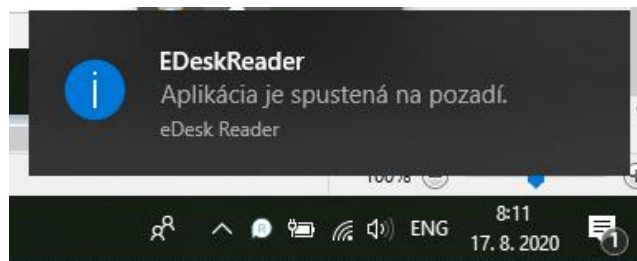 EDeskReader
Aplikácia je spustená na pozadí.
eDesk Reader
100%
R
ENG
8:11
17. 8. 2020
1